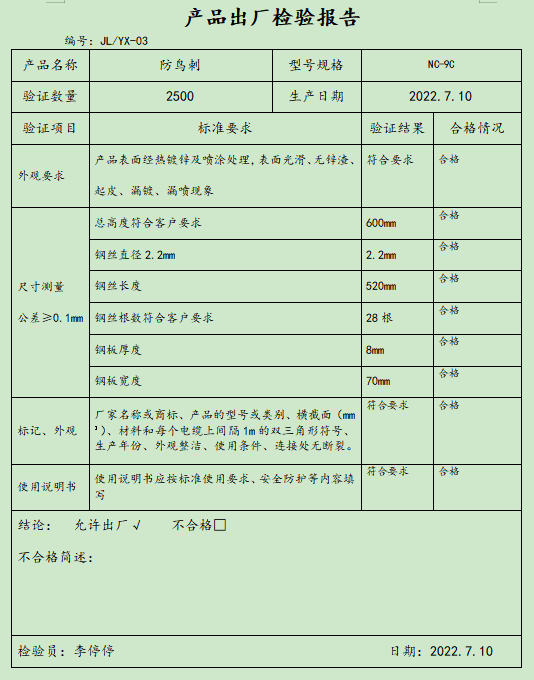 产品出厂检验报告
编号：JL/YX-03
产品名称 防鸟刺 型号规格 NC-9C
验证数量 2500 生产日期 2022.7.10
验证项目 标准要求 验证结果 合格情况
外观要求 产品表面经热镀锌及喷涂处理,表面光滑、无锌渣、 符合要求 合格
起皮、漏镀、漏喷现象
尺寸测量
公差≥0.1mm
总高度符合客户要求 600mm 合格
钢丝直径2.2mm 2.2mm 合格
钢丝长度 520mm 合格
钢丝根数符合客户要求 28根 合格
钢板厚度 8mm 合格
钢板宽度 70mm 合格
标记、外观 厂家名称或商标、产品的型号或类别、横截面（mm 符合要求 合格
）、材料和每个电缆上间隔1m的双三角形符号、
生产年份、外观整洁、使用条件、连接处无断裂。
使用说明书 使用说明书应按标准使用要求、安全防护等内容填 符合要求 合格
写
结论： 允许出厂√ 不合格□
不合格简述：
检验员：李停停 日期：2022.7.10